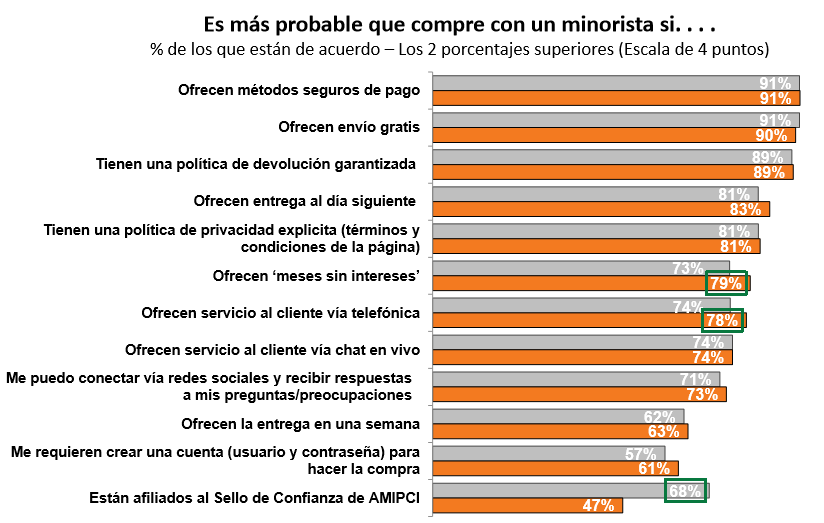 Es más probable que compre con un minorista si. . . .
% de los que están de acuerdo – Los 2 porcentajes superiores (Escala de 4 puntos)
Ofrecen métodos seguros de pago
91%
91%
Ofrecen envío gratis
91%
90%
Tienen una política de devolución garantizada
89%
89%
Ofrecen entrega al día siguiente
81%
83%
Tienen una política de privacidad explicita (términos y
condiciones de la página)
81%
81%
Ofrecen ‘meses sin intereses’
73%
79%
Ofrecen servicio al cliente vía telefónica
74%
78%
Ofrecen servicio al cliente vía chat en vivo
74%
74%
Me puedo conectar vía redes sociales y recibir respuestas
a mis preguntas/preocupaciones
71%
73%
Ofrecen la entrega en una semana
62%
63%
Me requieren crear una cuenta (usuario y contraseña) para
hacer la compra
57%
61%
Están afiliados al Sello de Confianza de AMIPCI
68%
47%